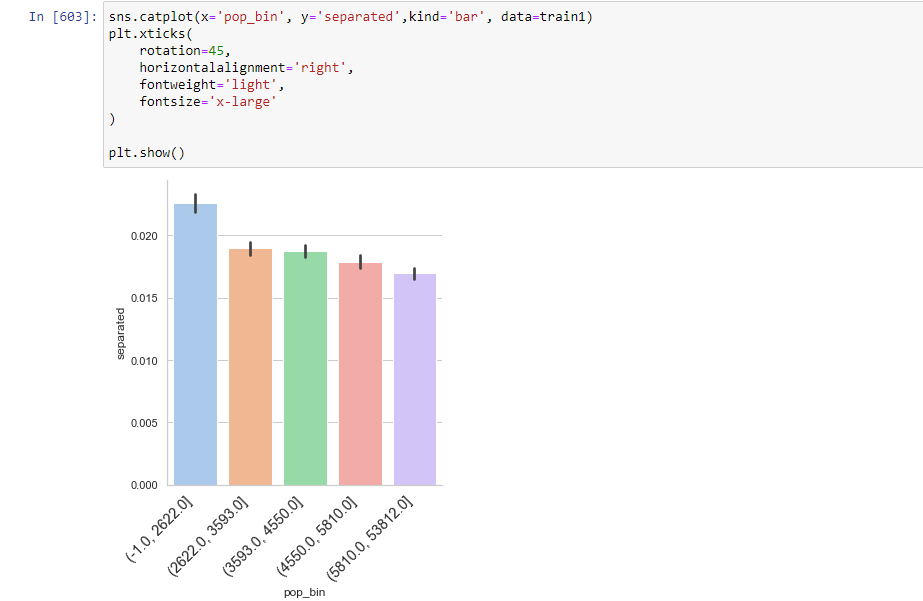 In [603]: sns.catplot(x='pop_bin', y='separated',kind='bar', data=train1)
plt.xticks(
    rotation=45,
    horizontalalignment='right',
    fontweight='light',
    fontsize='x-large'
)
plt.show()
0.020
0.015
0.010
0.005
0.000
separated
(-1.0, 2622.0]
(2622.0, 3593.0]
(3593.0, 4550.0]
(4550.0, 5810.0]
(5810.0, 53812.0]
pop_bin